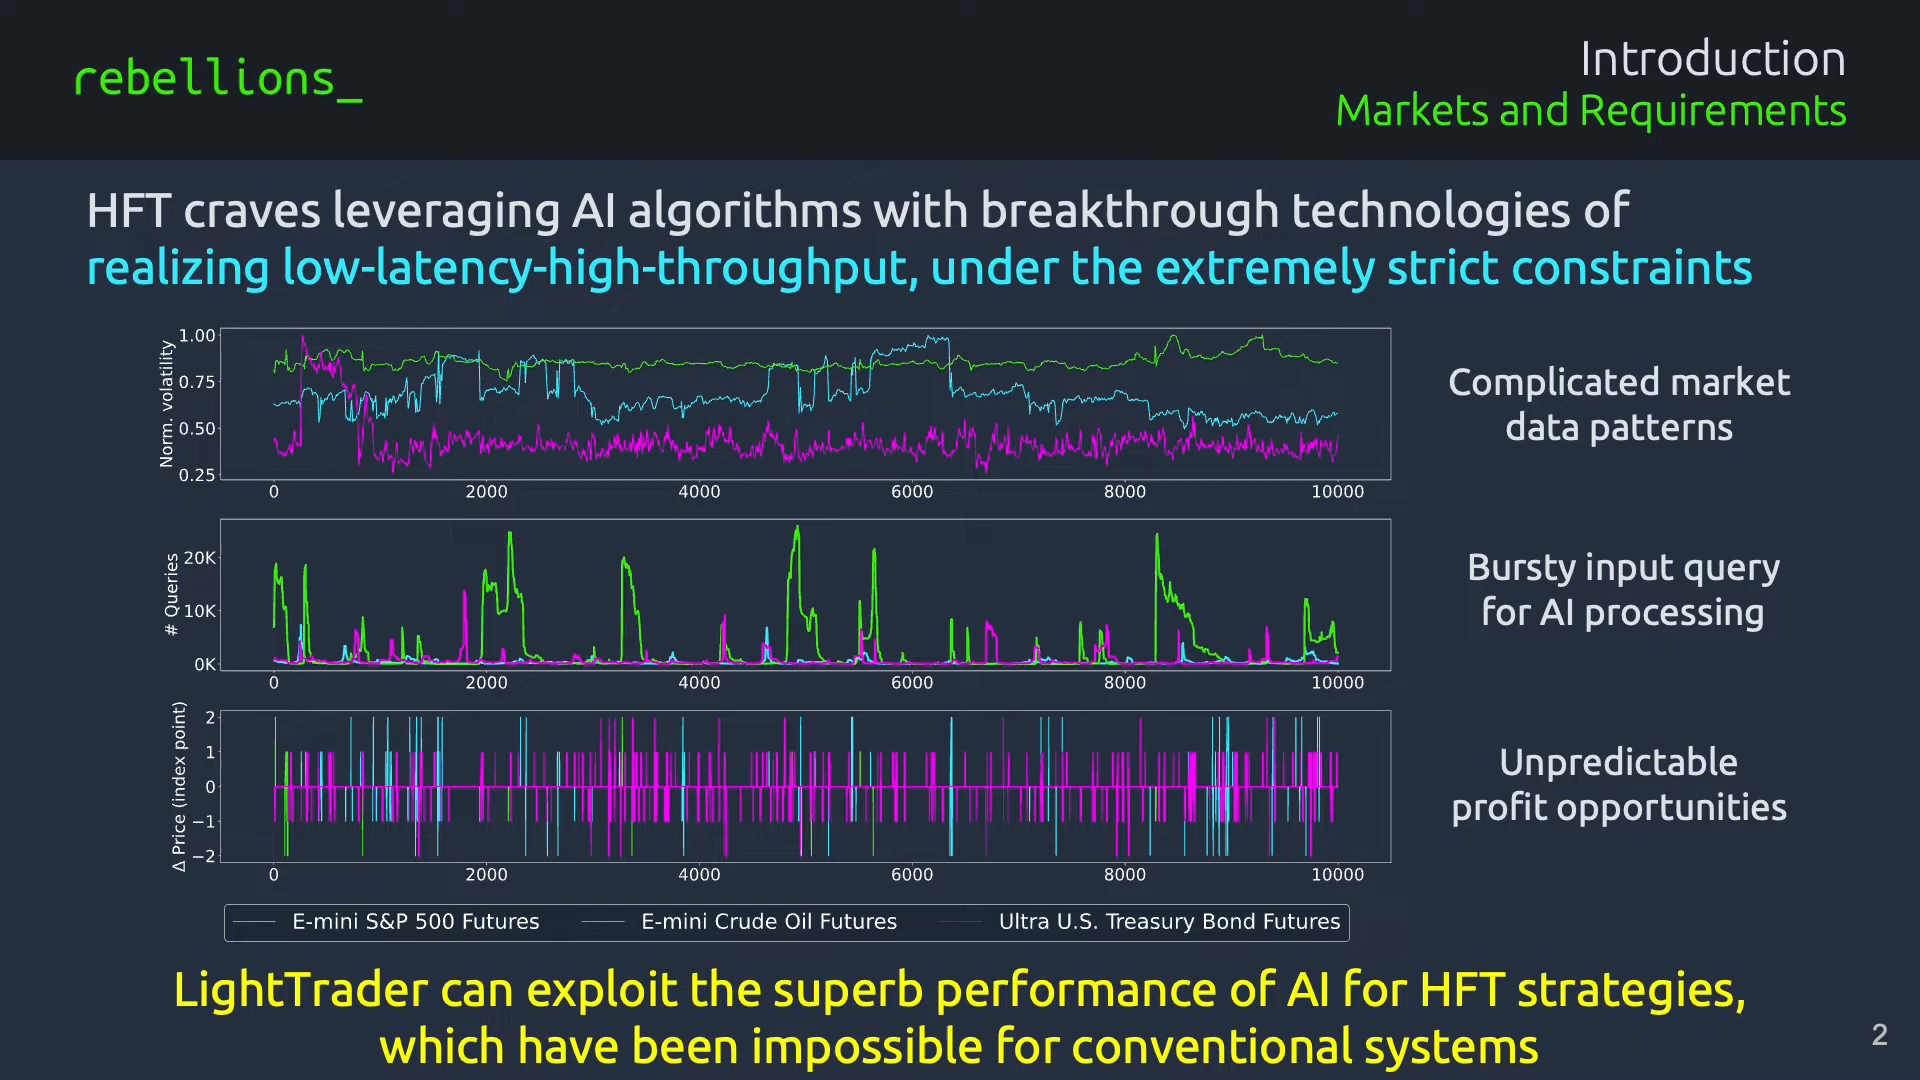 rebellions_
Introduction
Markets and Requirements
HFT craves leveraging AI algorithms with breakthrough technologies of
realizing low-latency-high-throughput, under the extremely strict constraints
Norm. volatility
1.00
0.75
0.50
0.25
0 2000 4000 6000 8000 10000
Complicated market
data patterns
# Queries
20K
10K
0K
0 2000 4000 6000 8000 10000
Bursty input query
for AI processing
Δ Price (index point)
2
1
0
−1
−2
0 2000 4000 6000 8000 10000
Unpredictable
profit opportunities
E-mini S&P 500 Futures E-mini Crude Oil Futures Ultra U.S. Treasury Bond Futures
LightTrader can exploit the superb performance of AI for HFT strategies,
which have been impossible for conventional systems
2